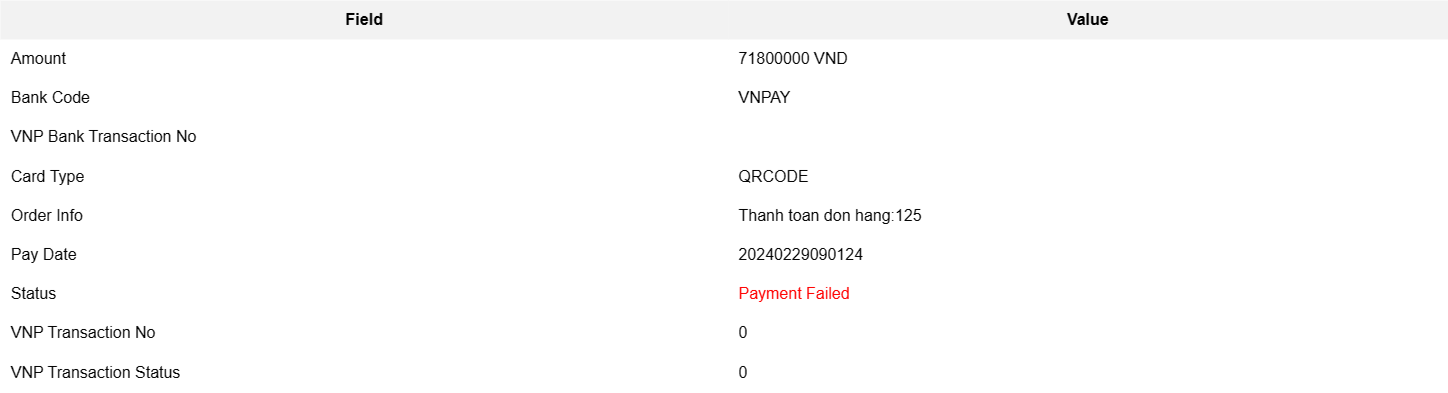 Field Value
Amount 71800000 VND
Bank Code VNPAY
VNP Bank Transaction No
Card Type QRCODE
Order Info Thanh toan don hang:125
Pay Date 20240229090124
Status Payment Failed
VNP Transaction No 0
VNP Transaction Status 0